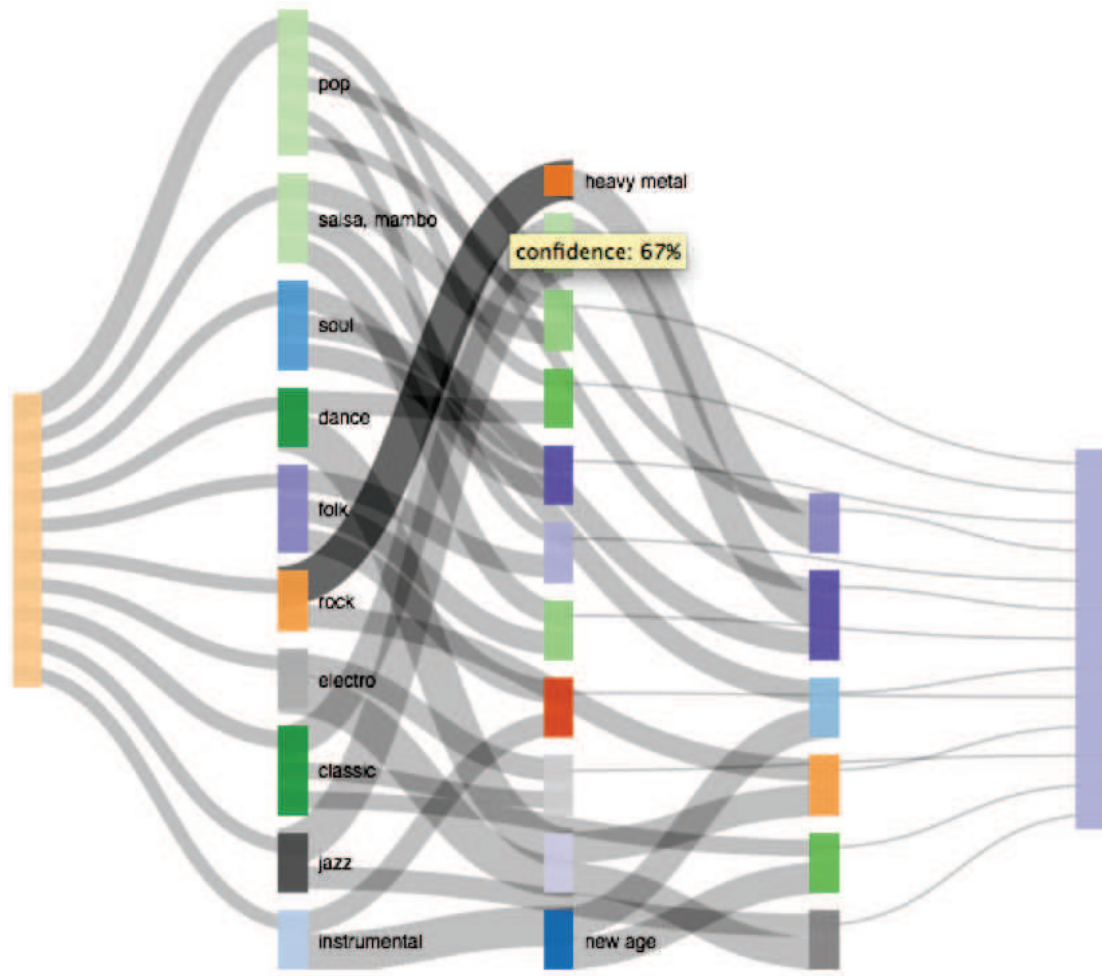 pop
salsa, mambo
soul
dance
folk
rock
electro
classic
jazz
instrumental
heavy metal
confidence: 67%
new age